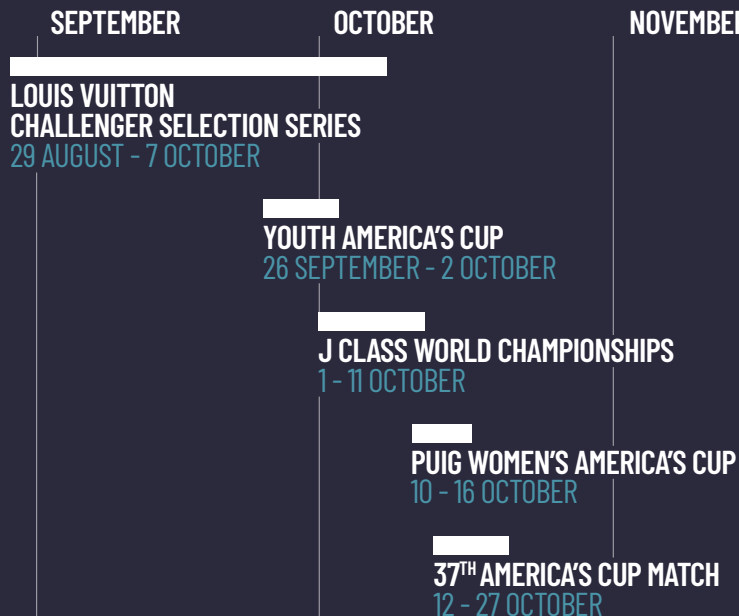 SEPTEMBER OCTOBER
LOUIS VUITTON
CHALLENGER SELECTION SERIES
29 AUGUST - 7 OCTOBER
YOUTH AMERICA'S CUP
26 SEPTEMBER - 2 OCTOBER
J CLASS WORLD CHAMPIONSHIPS
1 - 11 OCTOBER
PUIG WOMEN'S AMERICA'S CUP
10 - 16 OCTOBER
37TH AMERICA'S CUP MATCH
12 - 27 OCTOBER